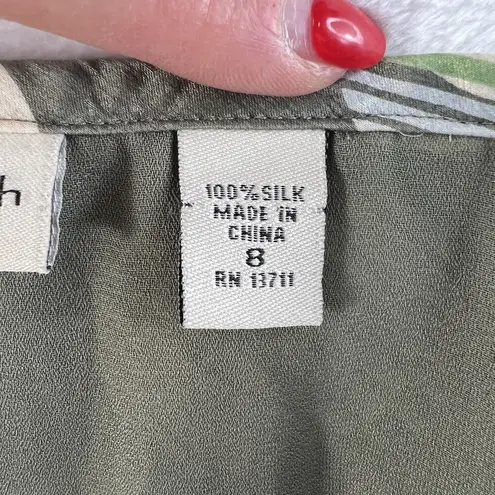 h
100% SILK
MADE IN
CHINA
8
RN 13711